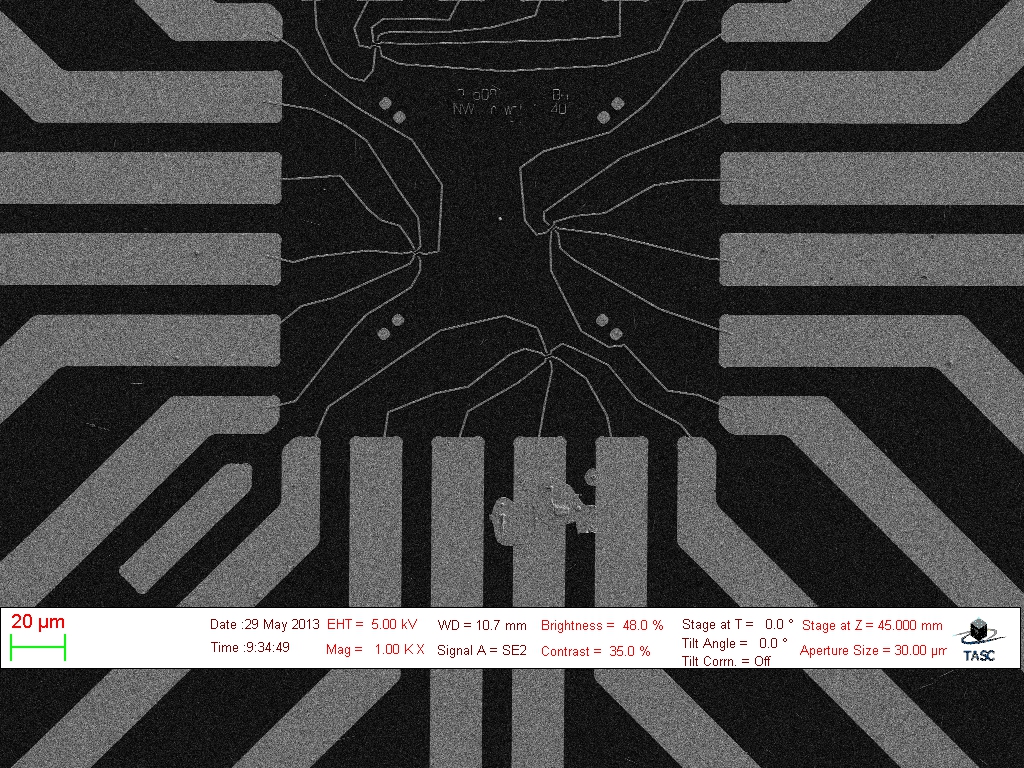 NW
20 µm
Date :29 May 2013 EHT = 5.00 kV WD = 10.7 mm Brightness = 48.0 % Stage at T = 0.0 ° Stage at Z = 45.000 mm
Time :9:34:49 Mag = 1.00 K X Signal A = SE2 Contrast = 35.0 % Tilt Angle = 0.0 ° Aperture Size = 30.00 µm
Tilt Corrn. = Off
TASC